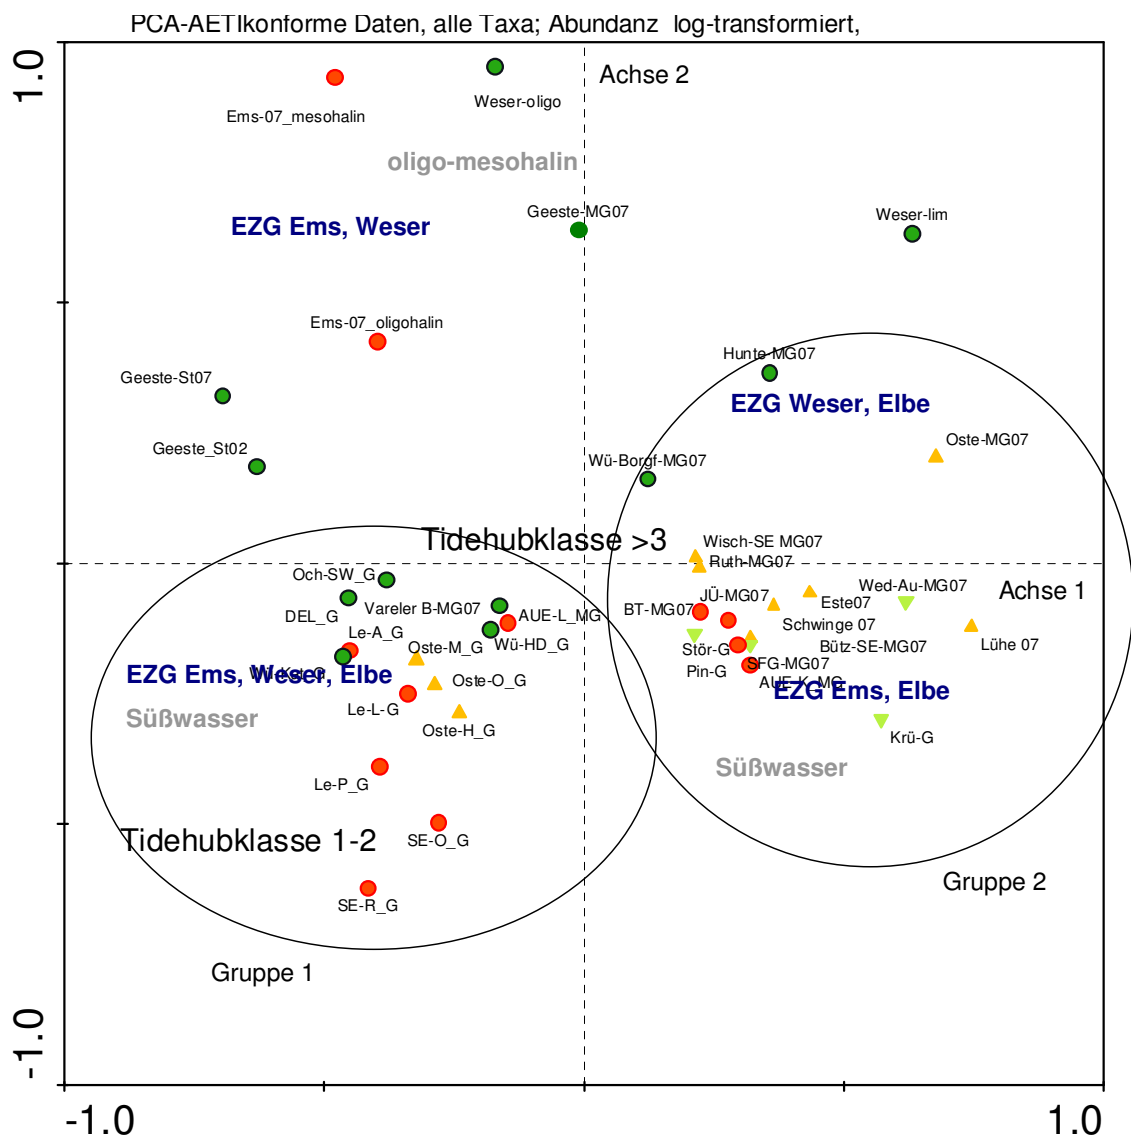 PCA-AETIkonforme Daten, alle Taxa; Abundanz log-transformiert,
1.0
Achse 2
Ems-07_mesohalin
Weser-oligo
oligo-mesohalin
Geeste-MG07
Weser-lim
EZG Ems, Weser
Ems-07_oligohalin
Hunte-MG07
Geeste-St07
EZG Weser, Elbe
Oste-MG07
Geeste_St02
Wü-Borgf-MG07
Tidehubklasse >3
Wisch-SE MG07
Ruth-MG07
Och-SW_G
Wed-Au-MG07
Achse 1
DEL_G
Vareler B-MG07
AUE-L_MG
JÜ-MG07
BT-MG07
Este07
Schwinge 07
Le-A_G
Oste-M_G
Wü-HD_G
Stör-G
Bütz-SE-MG07
Lühe 07
SFG-MG07
Pin-G
EZG Ems, Weser, Elbe
Oste-O_G
AUE-K_MG
EZG Ems, Elbe
Le-L-G
Süßwasser
Oste-H_G
Krü-G
Süßwasser
Le-P_G
Tidehubklasse 1-2
SE-O_G
Gruppe 2
SE-R_G
Gruppe 1
-1.0
-1.0
1.0